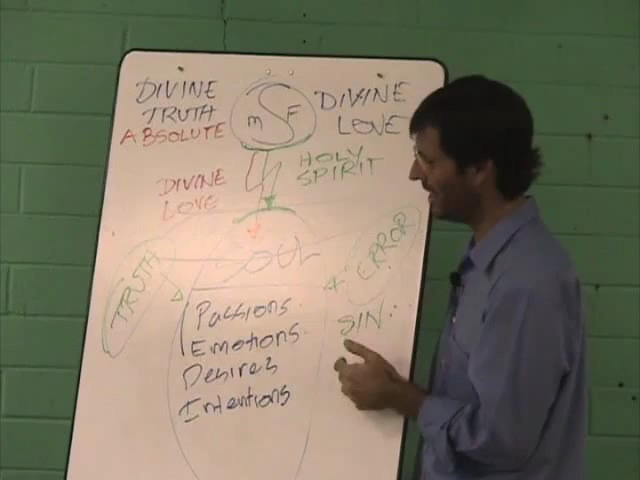 DIVINE
TRUTH
ABSOLUTE
M S F
DIVINE
LOVE
HOLY
SPIRIT
DIVINE
LOVE
SOUL
TRUTH
ERROR
SIN
Passions
Emotions
Desires
Intentions